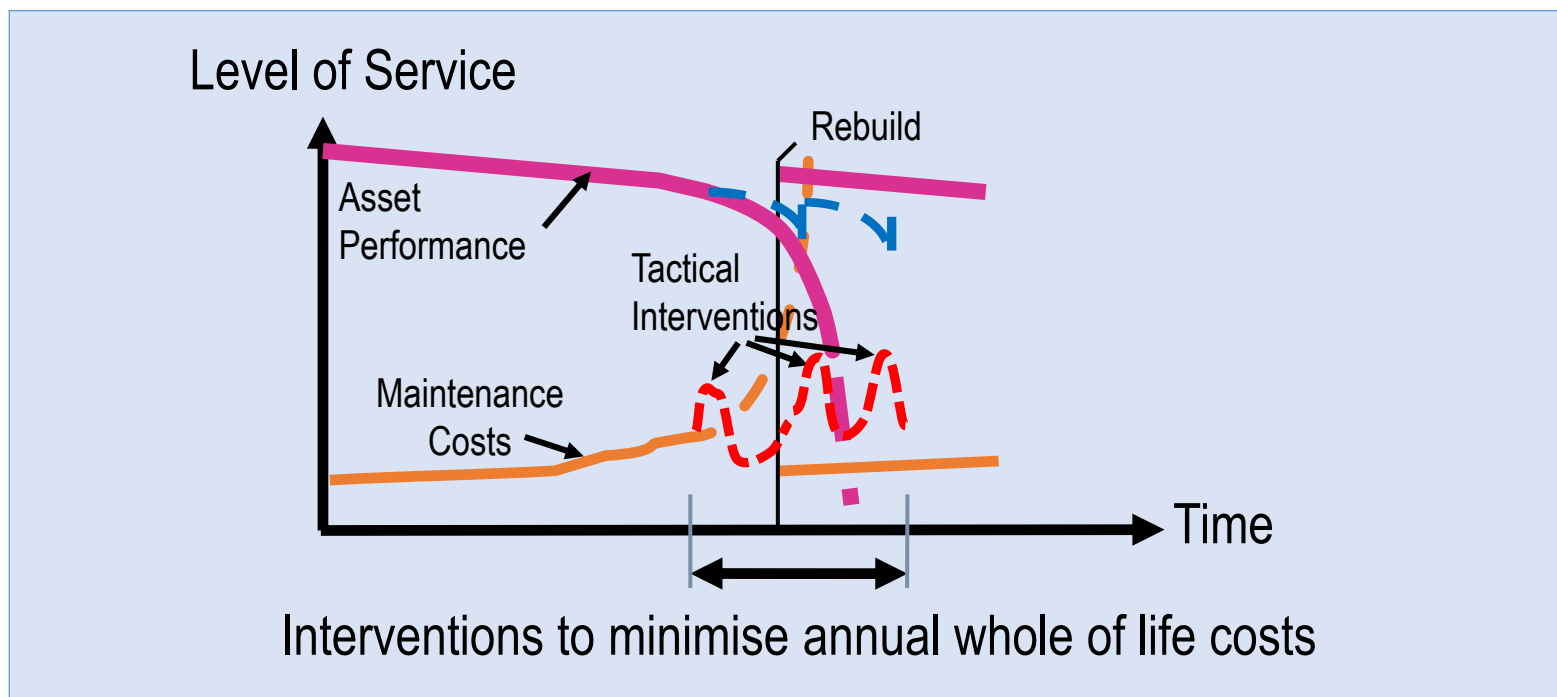 Level of Service
Rebuild
Asset
Performance
Tactical
Interventions
Maintenance
Costs
Time
Interventions to minimise annual whole of life costs